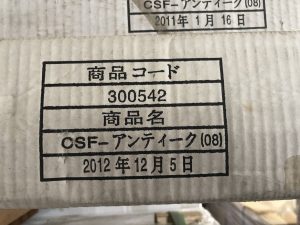 CSF-アンティーク(08)
2011年1月16日
商品コード
300542
商品名
CSF-アンティーク(08)
2012年12月5日